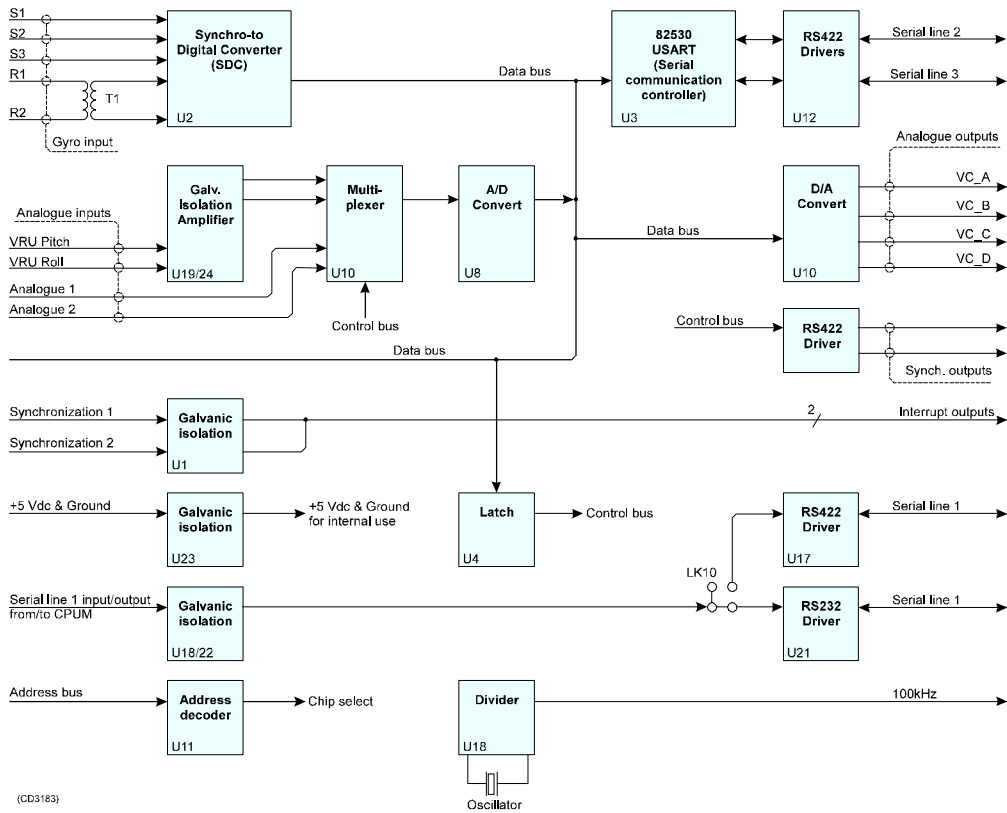 S1
S2
S3
R1
R2
T1
Gyro input
Synchro-to
Digital Converter
(SDC)
U2
Data bus
82530
USART
(Serial
communication
controller)
U3
RS422
Drivers
U12
Serial line 2
Serial line 3
Analogue inputs
VRU Pitch
VRU Roll
Analogue 1
Analogue 2
Galv.
Isolation
Amplifier
U19/24
Multi-
plexer
U10
Control bus
A/D
Convert
U8
Data bus
D/A
Convert
U10
Analogue outputs
VC_A
VC_B
VC_C
VC_D
Data bus
Control bus
RS422
Driver
Synch. outputs
Synchronization 1
Synchronization 2
Galvanic
isolation
U1
2
Interrupt outputs
+5 Vdc & Ground
Galvanic
isolation
U23
+5 Vdc & Ground
for internal use
Latch
U4
Control bus
RS422
Driver
U17
Serial line 1
LK10
Serial line 1 input/output
from/to CPUM
Galvanic
isolation
U18/22
RS232
Driver
U21
Serial line 1
Address bus
Address
decoder
U11
Chip select
Divider
U18
100kHz
Oscillator
(CD3183)